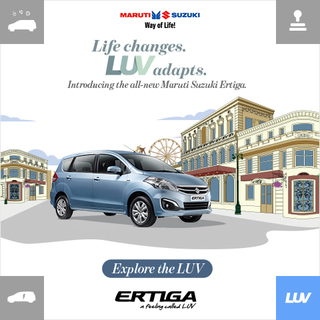 MARUTI SUZUKI
Way of Life!
Life changes.
LUV adapts.
Introducing the all-new Maruti Suzuki Ertiga.
ERTIGA
Explore the LUV
ERTIGA
a feeling called LUV
LUV